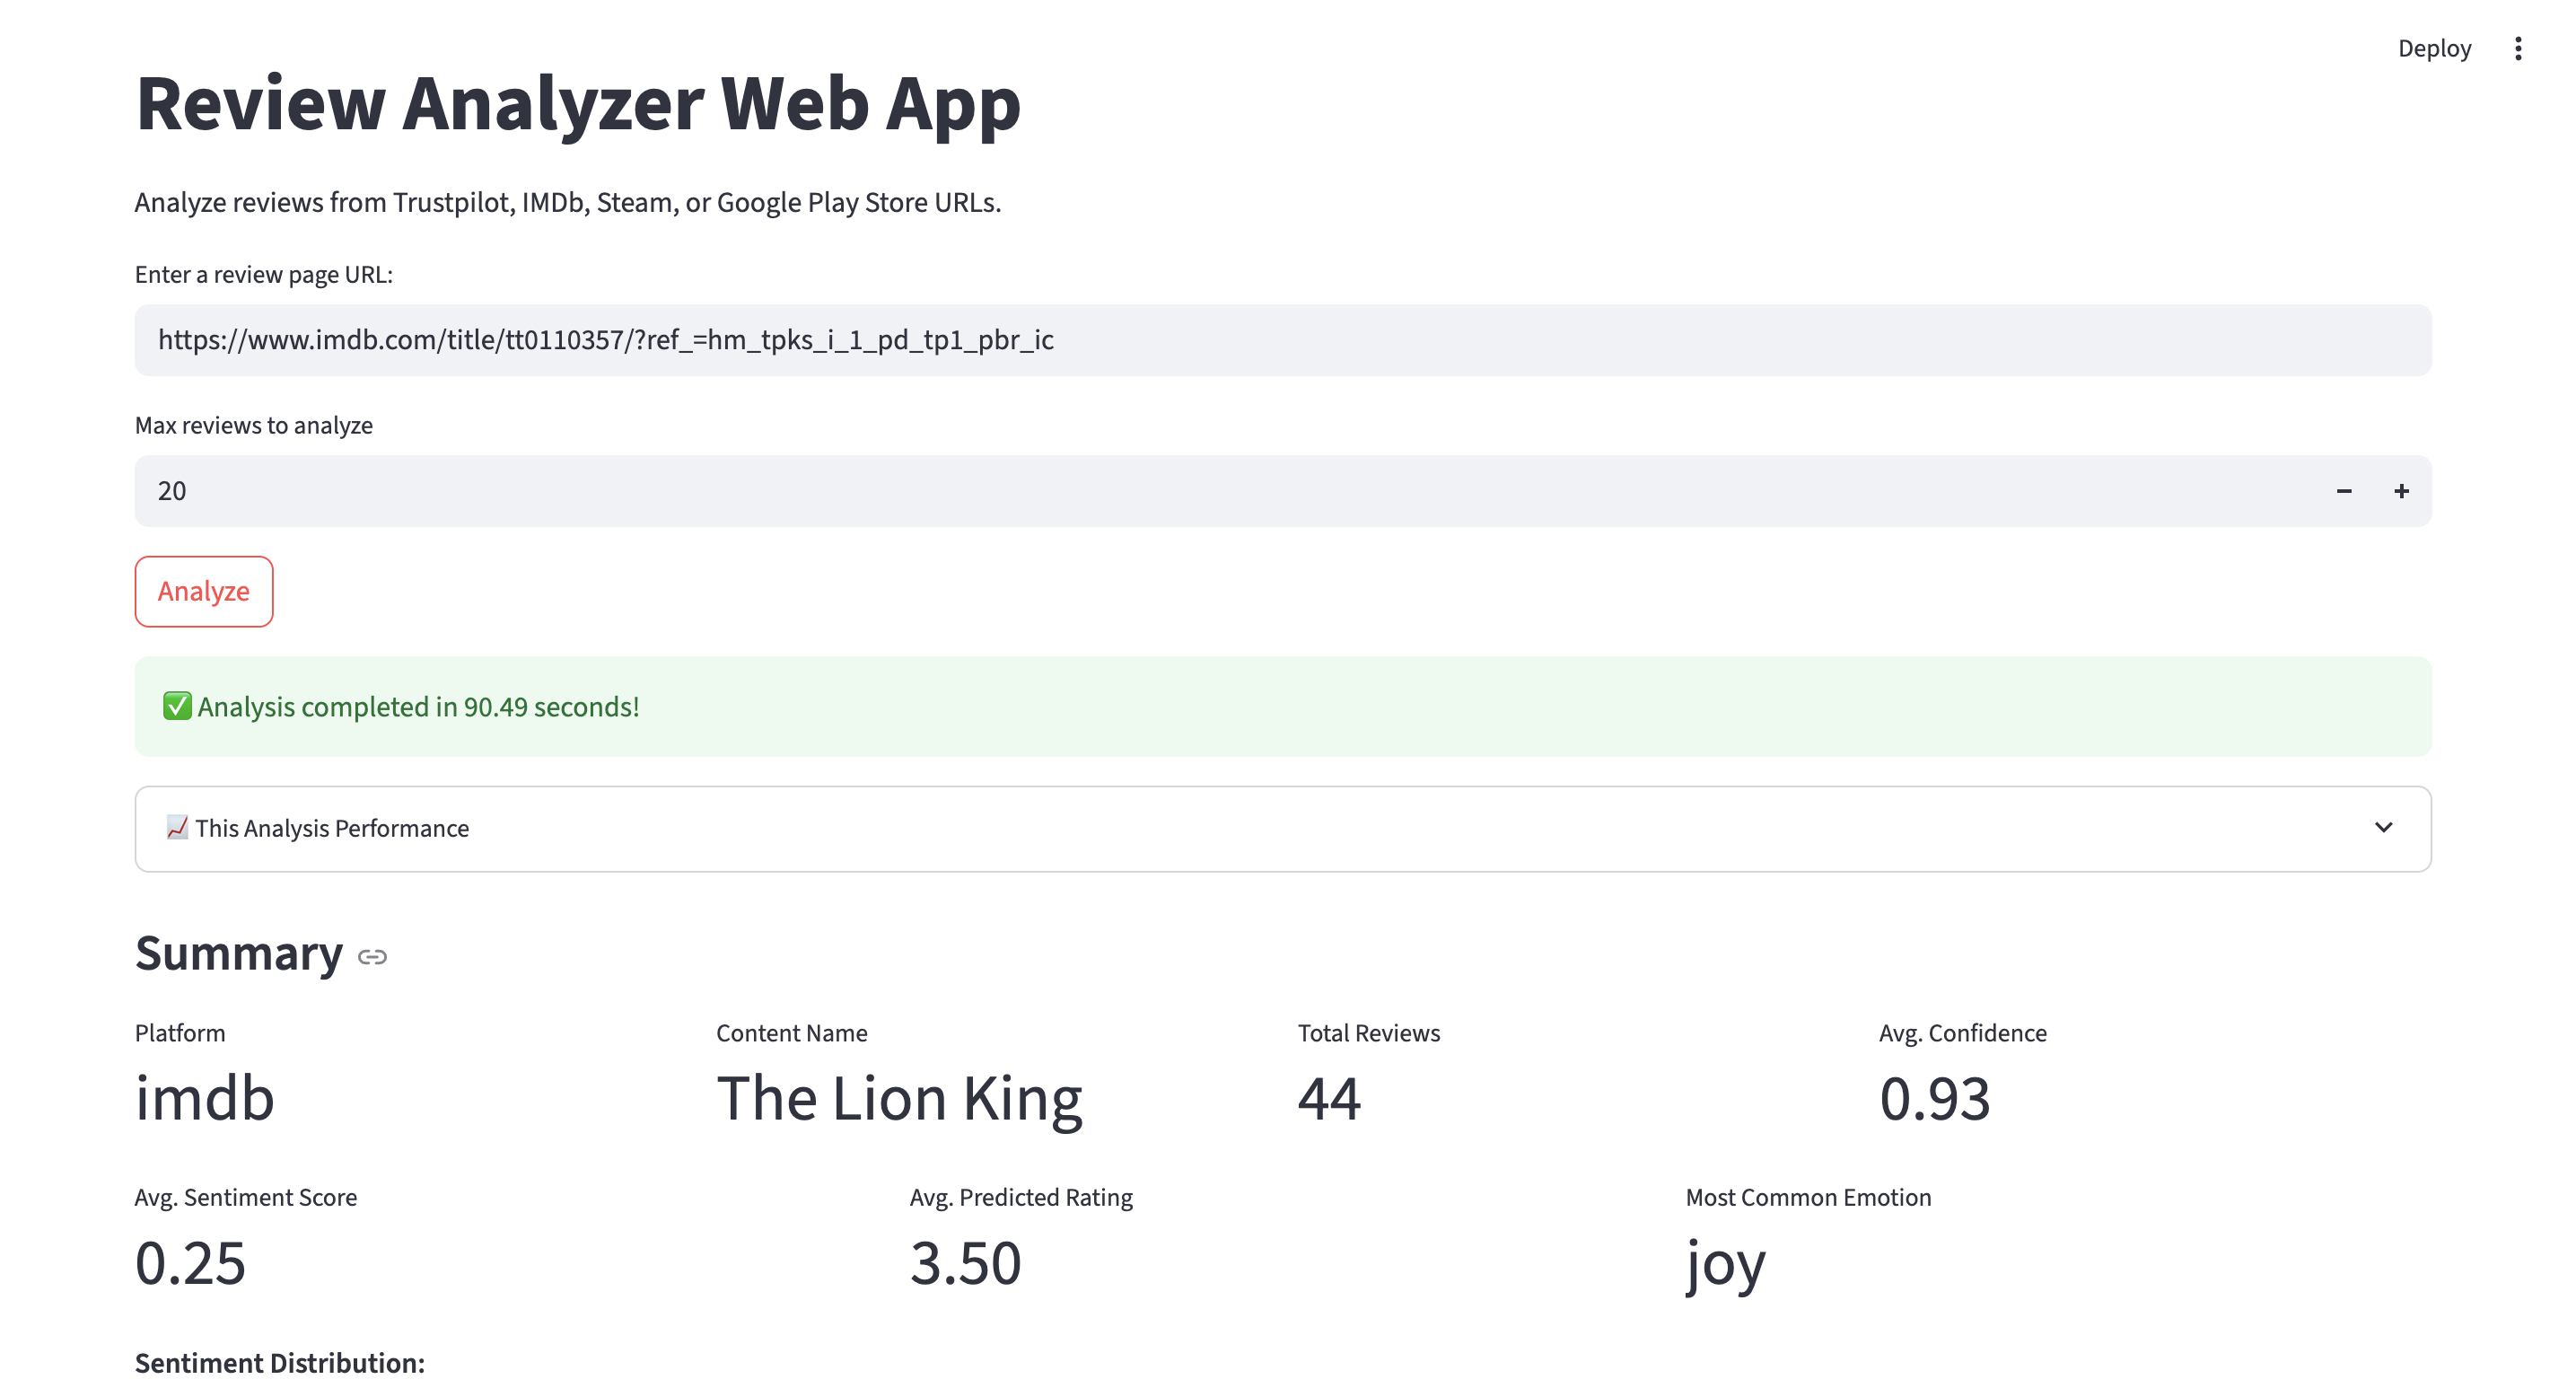 Deploy
Review Analyzer Web App
Analyze reviews from Trustpilot, IMDb, Steam, or Google Play Store URLs.
Enter a review page URL:
https://www.imdb.com/title/tt0110357/?ref_=hm_tpks_i_1_pd_tp1_pbr_ic
Max reviews to analyze
20
Analyze
✅ Analysis completed in 90.49 seconds!
📈 This Analysis Performance
Summary
Platform Content Name Total Reviews Avg. Confidence
imdb The Lion King 44 0.93
Avg. Sentiment Score Avg. Predicted Rating Most Common Emotion
0.25 3.50 joy
Sentiment Distribution: